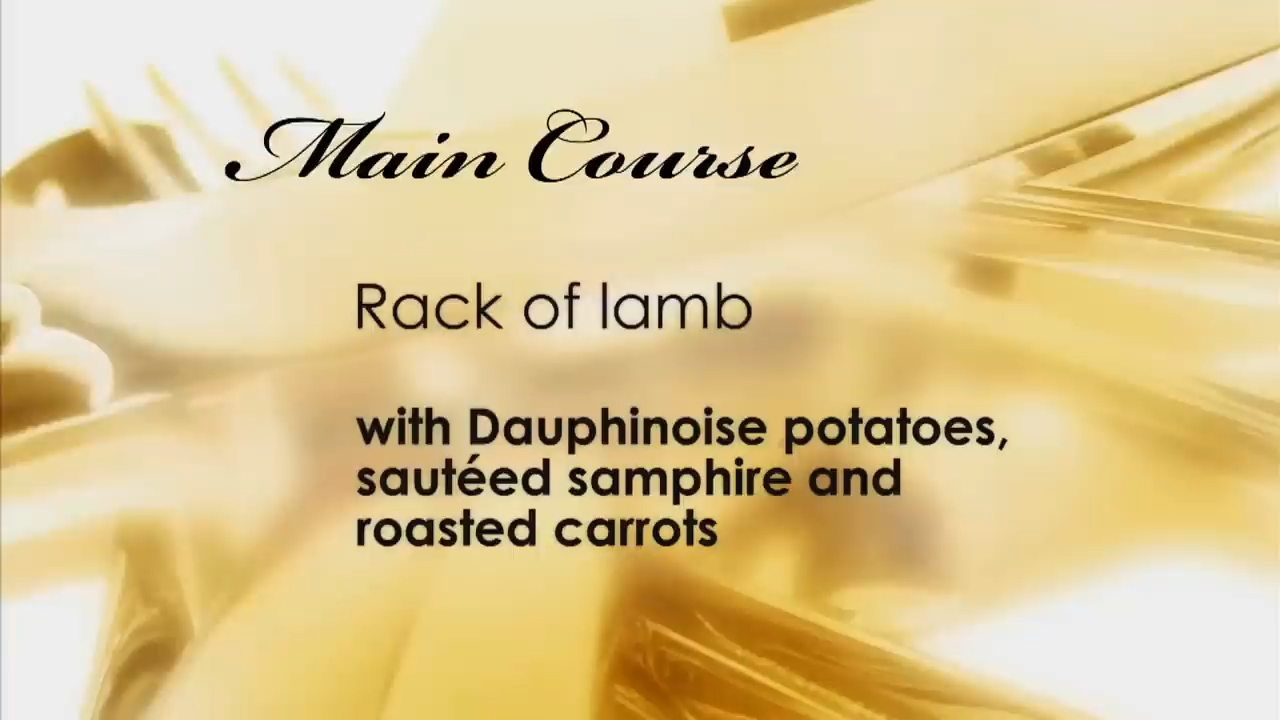 Main Course
Rack of lamb
with Dauphinoise potatoes,
sautéed samphire and
roasted carrots